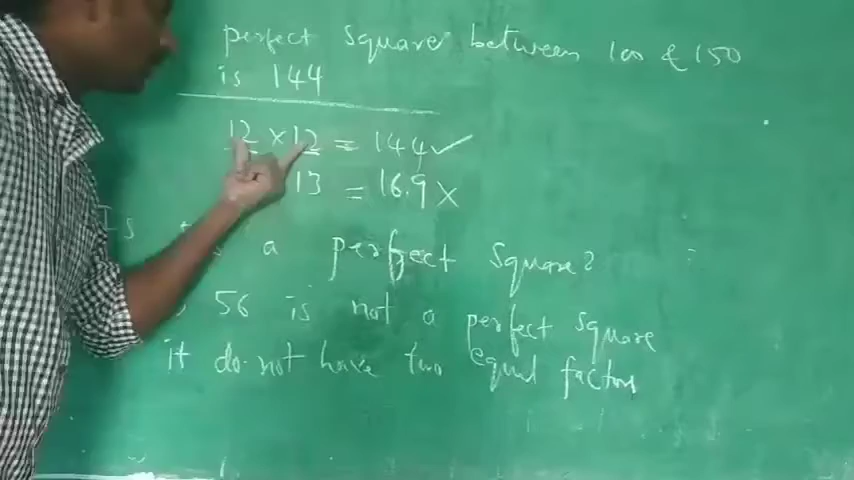 perfect square between 100 & 150
is 144
12 × 12 = 144 ✓
13 = 16.9 ×
Is a perfect square?
56 is not a perfect square
it do not have two equal factors